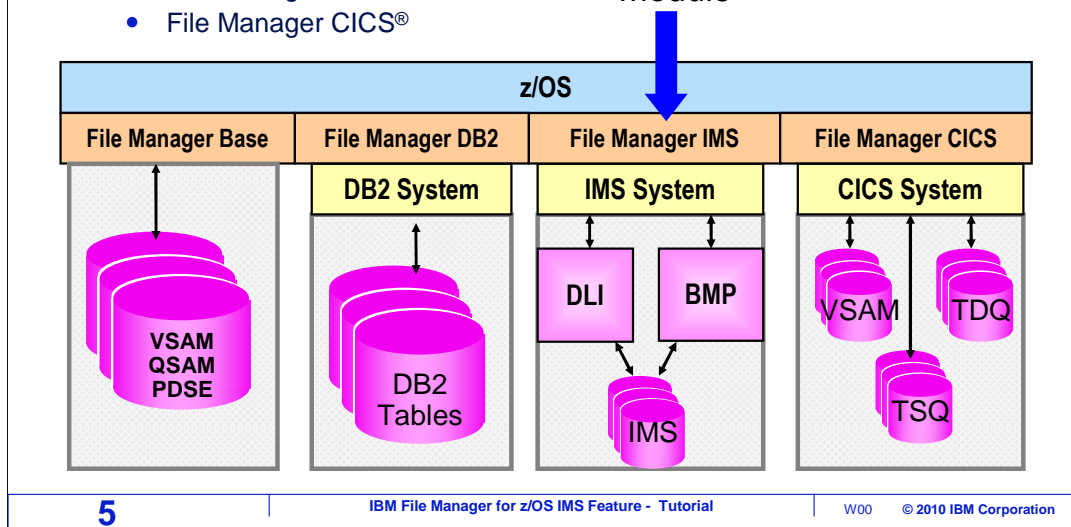 File Manager CICS®
z/OS
File Manager Base
File Manager DB2
File Manager IMS
File Manager CICS
DB2 System
IMS System
CICS System
VSAM
QSAM
PDSE
DB2
Tables
DLI
BMP
IMS
VSAM
TDQ
TSQ
5
IBM File Manager for z/OS IMS Feature - Tutorial
W00
© 2010 IBM Corporation